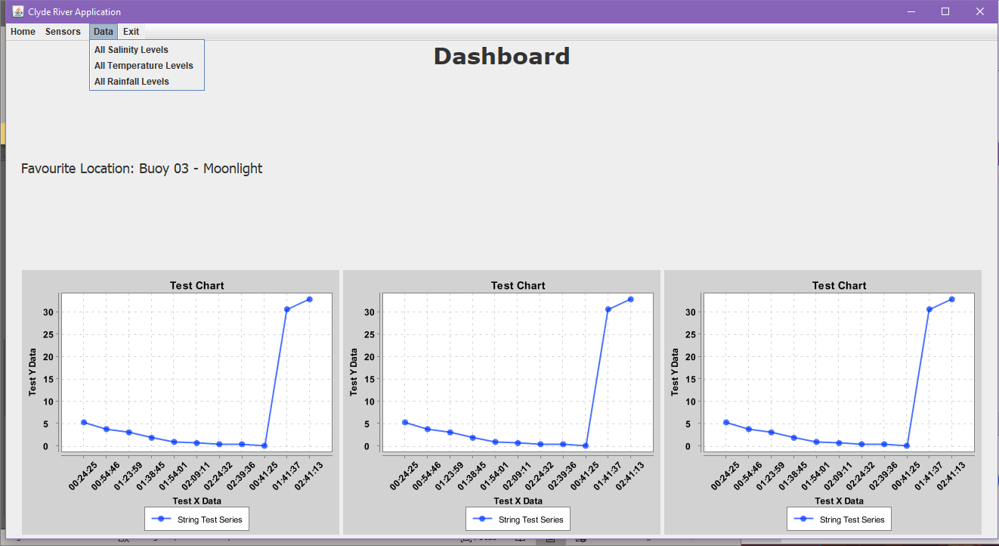 Clyde River Application
Home Sensors Data Exit
All Salinity Levels
All Temperature Levels
All Rainfall Levels
Dashboard
Favourite Location: Buoy 03 - Moonlight
Test Chart
Test Y Data
30
25
20
15
10
5
0
00:24:25
00:54:46
01:23:59
01:38:45
01:54:01
02:09:11
02:24:32
02:39:36
00:41:25
01:41:37
02:41:13
Test X Data
String Test Series
Test Chart
Test Y Data
30
25
20
15
10
5
0
00:24:25
00:54:46
01:23:59
01:38:45
01:54:01
02:09:11
02:24:32
02:39:36
00:41:25
01:41:37
02:41:13
Test X Data
String Test Series
Test Chart
Test Y Data
30
25
20
15
10
5
0
00:24:25
00:54:46
01:23:59
01:38:45
01:54:01
02:09:11
02:24:32
02:39:36
00:41:25
01:41:37
02:41:13
Test X Data
String Test Series